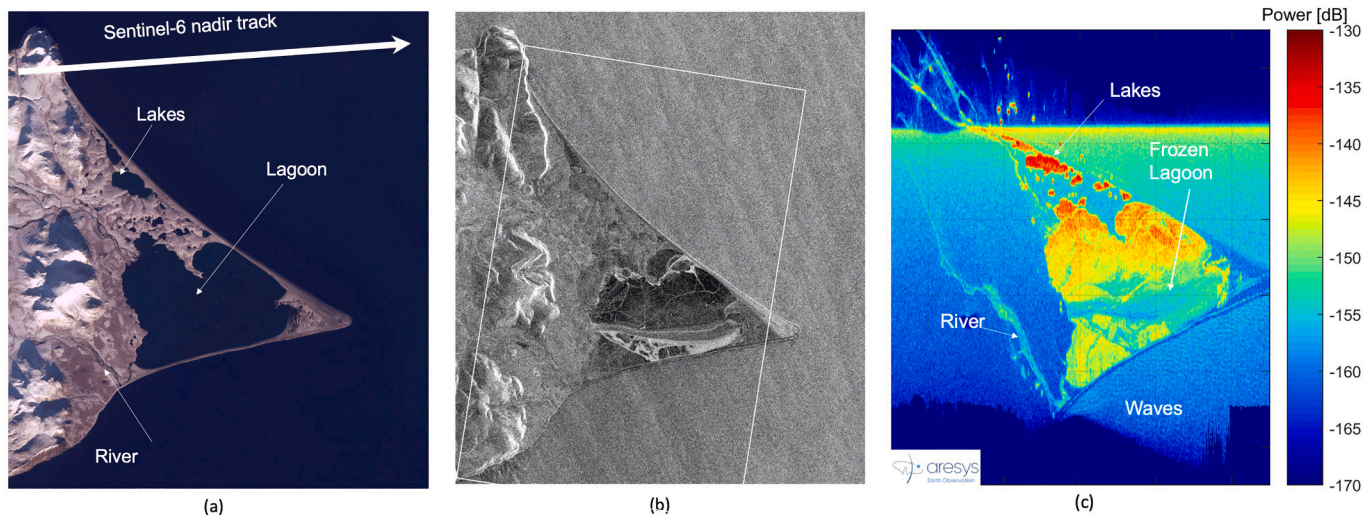 Sentinel-6 nadir track
Lakes
Lagoon
River
(a)
(b)
Power [dB]
Lakes
Frozen
Lagoon
River
Waves
aresys
Earth Observation
-130
-135
-140
-145
-150
-155
-160
-165
-170
(c)